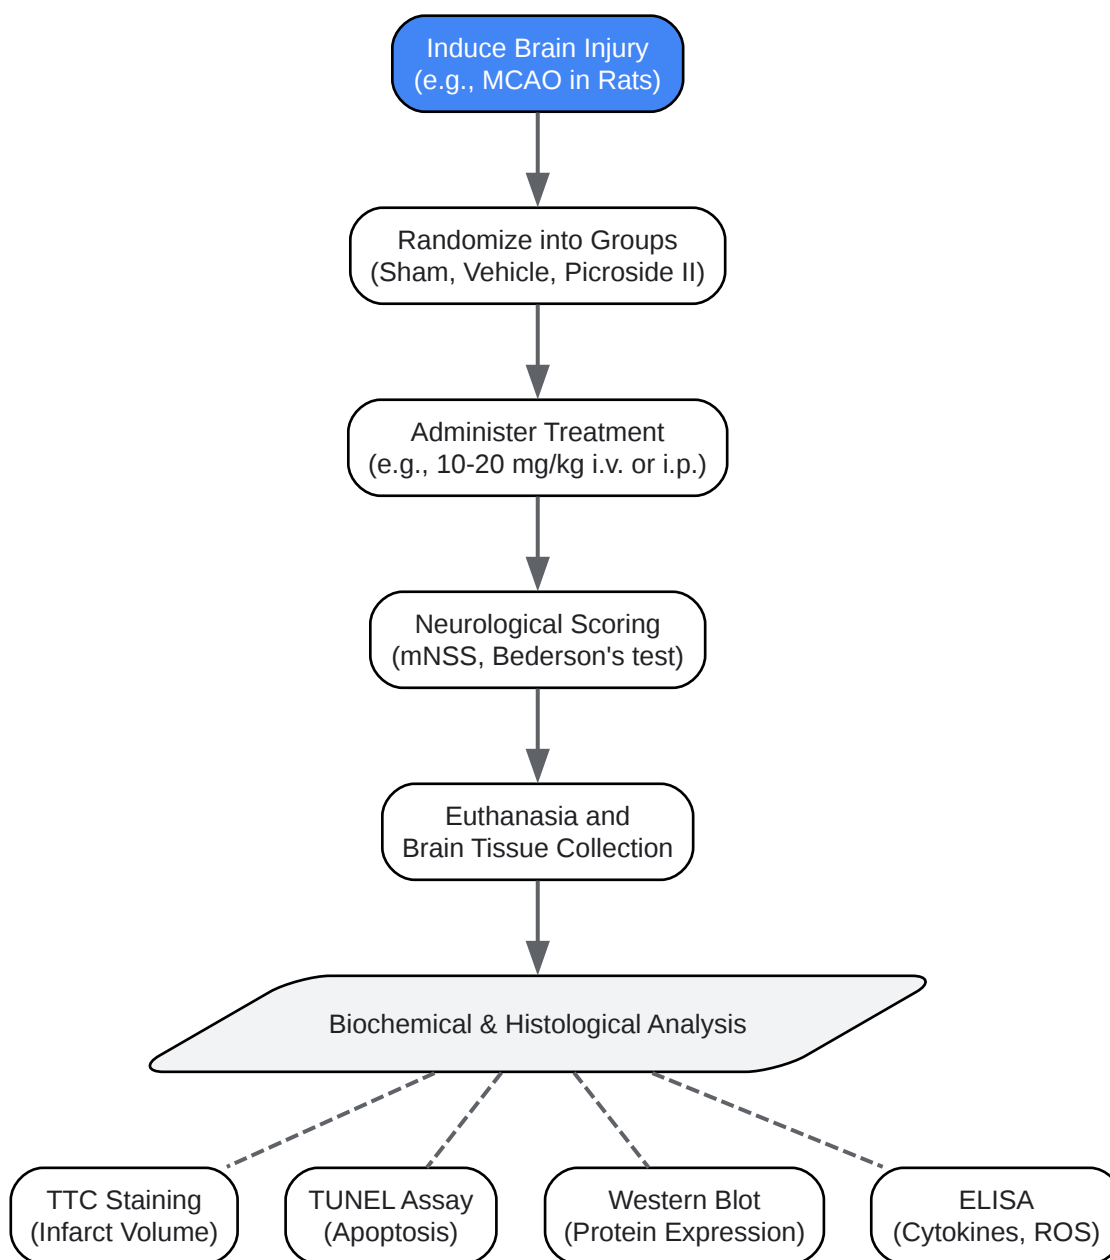 Induce Brain Injury
(e.g., MCAO in Rats)
Randomize into Groups
(Sham, Vehicle, Picroside II)
Administer Treatment
(e.g., 10-20 mg/kg i.v. or i.p.)
Neurological Scoring
(mNSS, Bederson's test)
Euthanasia and
Brain Tissue Collection
Biochemical & Histological Analysis
TTC Staining
(Infarct Volume)
TUNEL Assay
(Apoptosis)
Western Blot
(Protein Expression)
ELISA
(Cytokines, ROS)